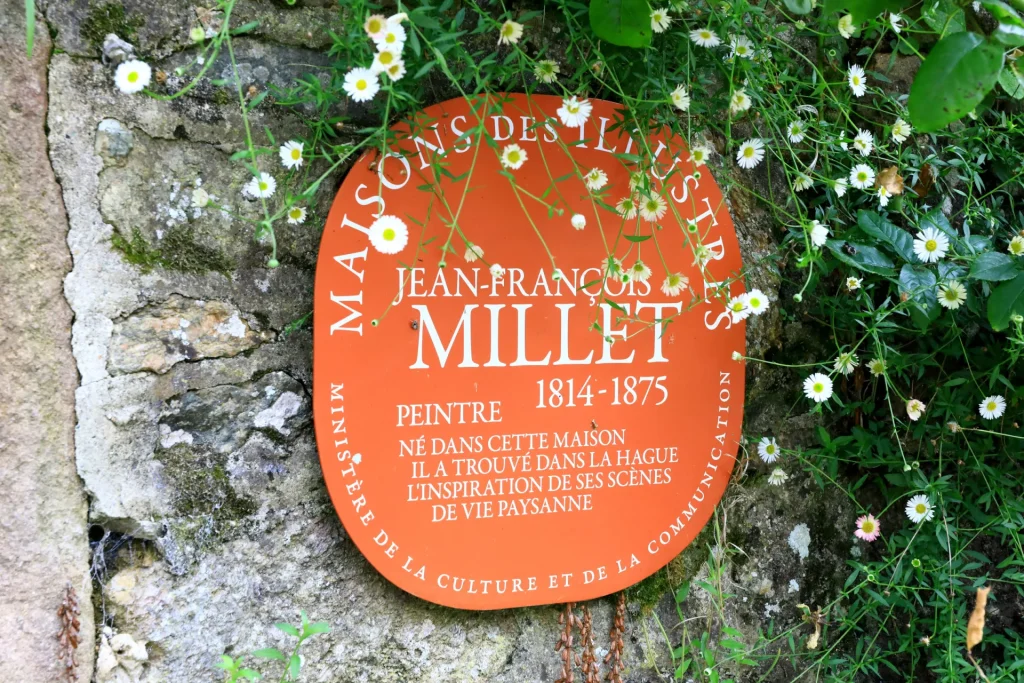 MAISONS DES ILLUSTRES
JEAN-FRANÇOIS
MILLET
1814-1875
PEINTRE
NÉ DANS CETTE MAISON
IL A TROUVÉ DANS LA HAGUE
L'INSPIRATION DE SES SCÈNES
DE VIE PAYSANNE
MINISTÈRE DE LA CULTURE ET DE LA COMMUNICATION